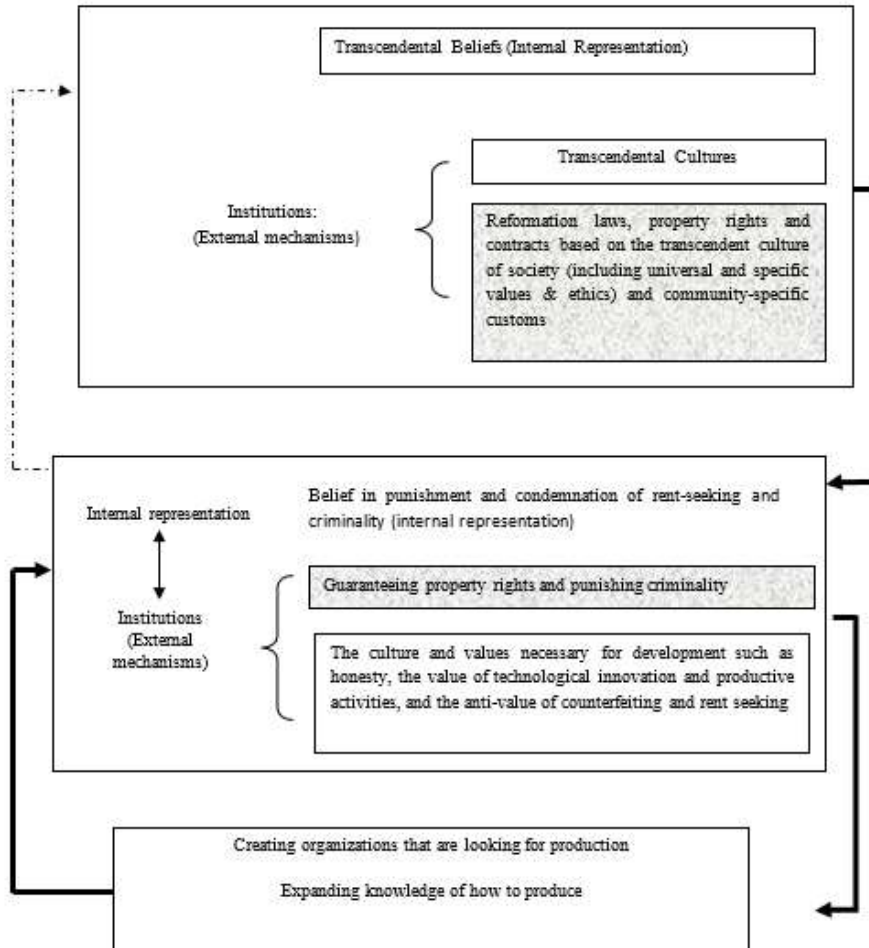 Transcendental Beliefs (Internal Representation)
Transcendental Cultures
Institutions:
(External mechanisms)
Reformation laws, property rights and
contracts based on the transcendent culture
of society (including universal and specific
values & ethics) and community-specific
customs
Internal representation
Belief in punishment and condemnation of rent-seeking and
criminality (internal representation)
Guaranteeing property rights and punishing criminality
Institutions
(External
mechanisms)
The culture and values necessary for development such as
honesty, the value of technological innovation and productive
activities, and the anti-value of counterfeiting and rent seeking
Creating organizations that are looking for production
Expanding knowledge of how to produce